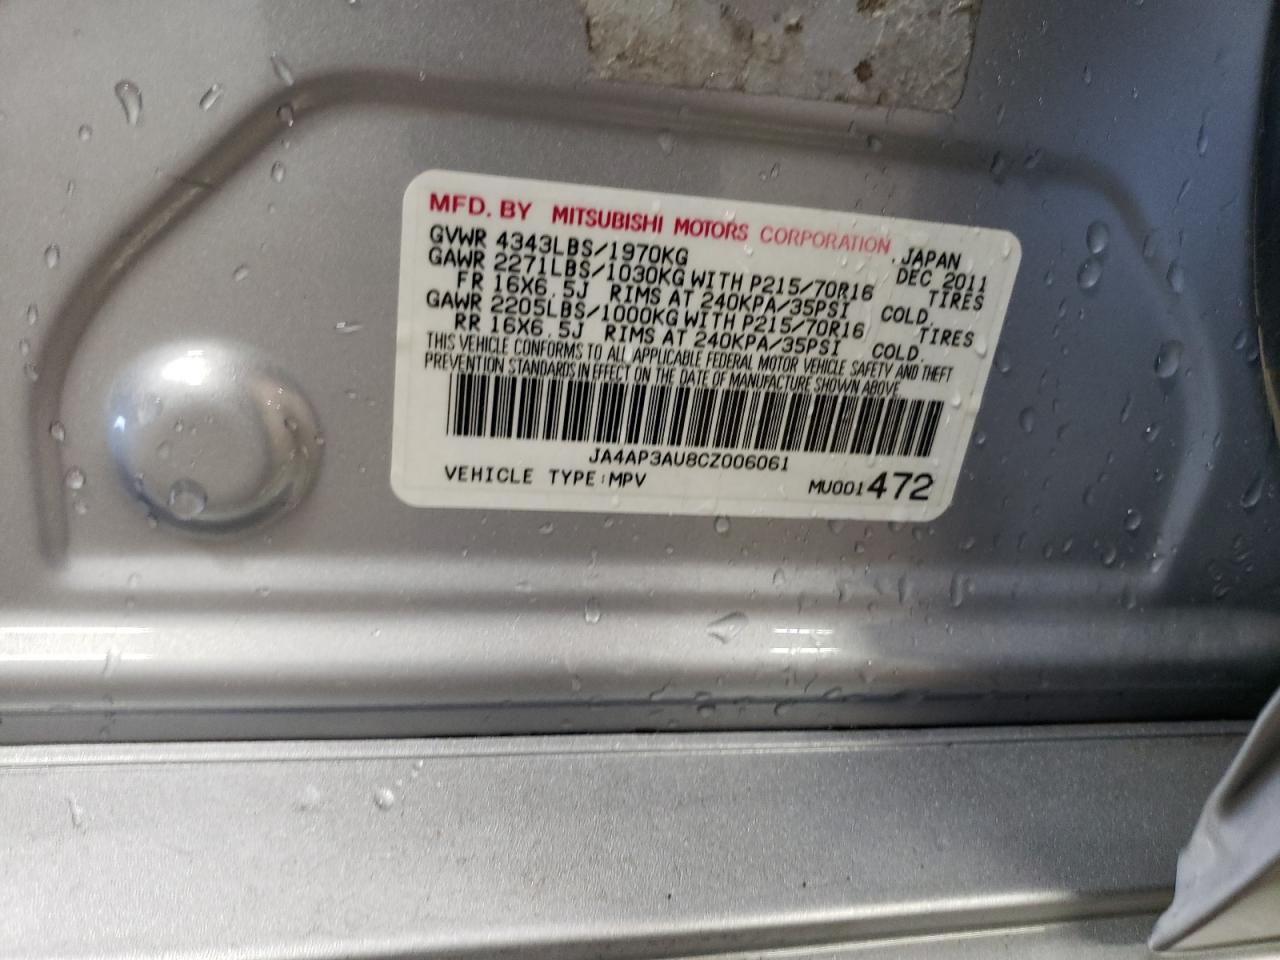 MFD. BY MITSUBISHI MOTORS CORPORATION, JAPAN
GVWR 4343LBS/1970KG DEC 2011
GAWR 2271LBS/1030KG WITH P215/70R16 TIRES
FR 16X6.5J RIMS AT 240KPA/35PSI COLD.
GAWR 2205LBS/1000KG WITH P215/70R16 TIRES
RR 16X6.5J RIMS AT 240KPA/35PSI COLD.
THIS VEHICLE CONFORMS TO ALL APPLICABLE FEDERAL MOTOR VEHICLE SAFETY AND THEFT
PREVENTION STANDARDS IN EFFECT ON THE DATE OF MANUFACTURE SHOWN ABOVE.
JA4AP3AU8CZ006061
VEHICLE TYPE:MPV MU001472